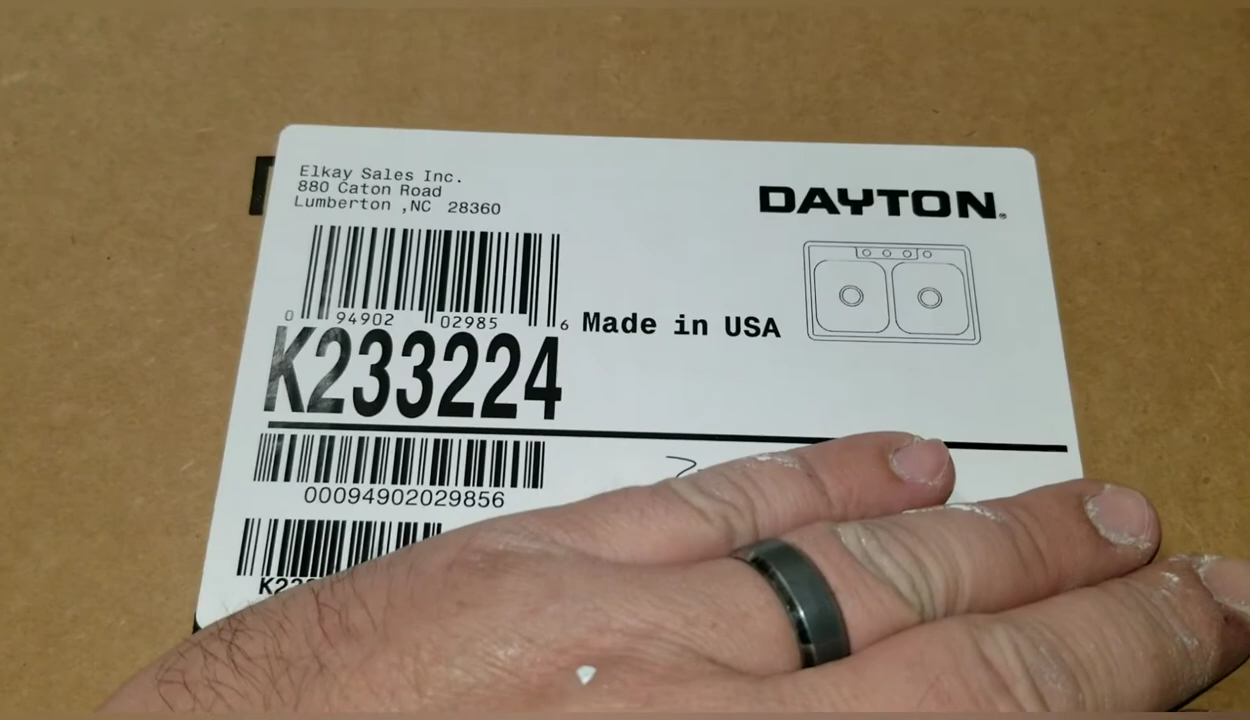 Elkay Sales Inc.
880 Caton Road
Lumberton ,NC 28360
DAYTON®
0 94902 02985 6
Made in USA
K233224
00094902029856